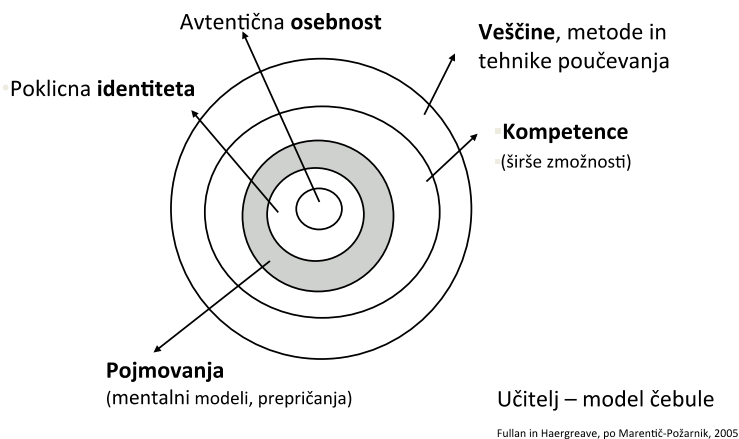 Avtentična osebnost
Veščine, metode in
tehnike poučevanja
Poklicna identiteta
Kompetence
(širše zmožnosti)
Pojmovanja
(mentalni modeli, prepričanja)
Učitelj – model čebule
Fullan in Haergreave, po Marentič-Požarnik, 2005